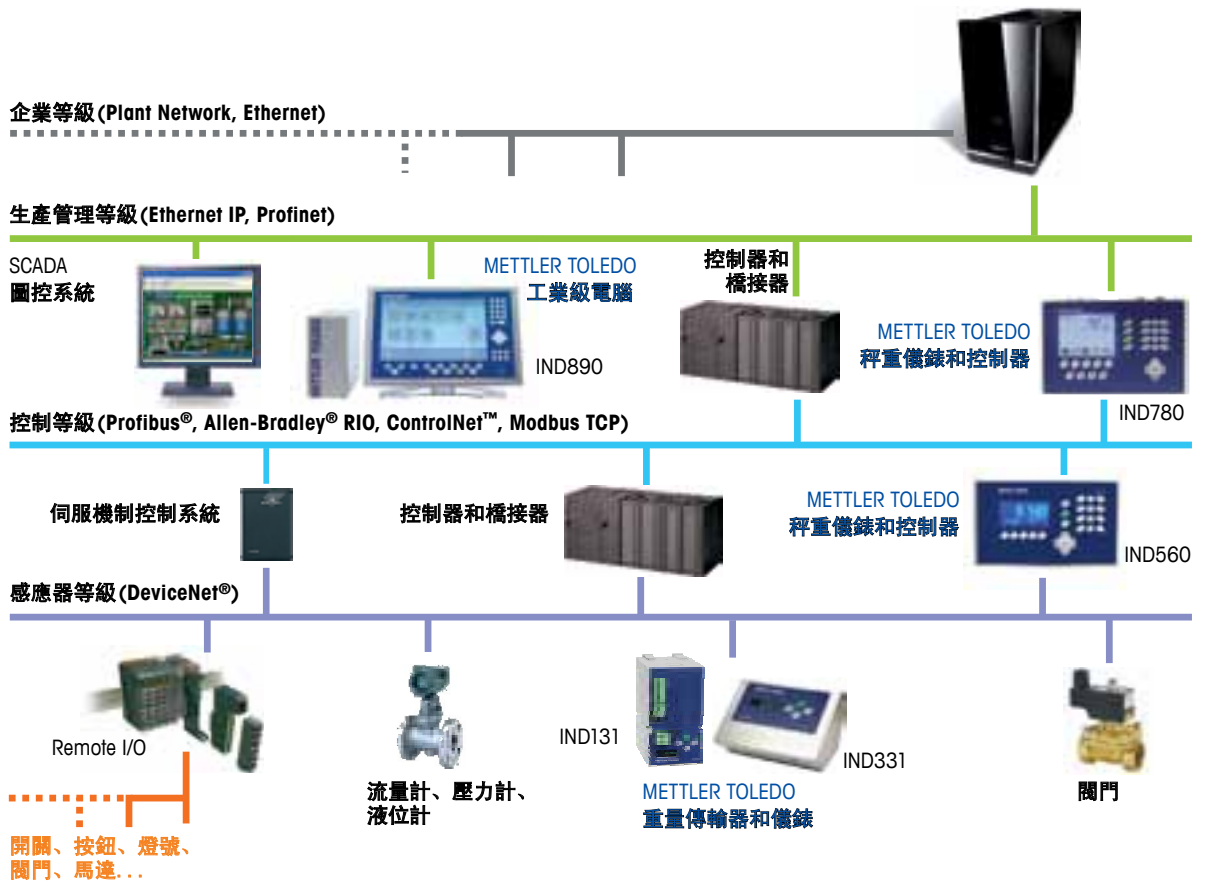 企業等級(Plant Network, Ethernet)
生產管理等級(Ethernet IP, Profinet)
SCADA
圖控系統
METTLER TOLEDO
工業級電腦
IND890
控制器和
橋接器
METTLER TOLEDO
秤重儀錶和控制器
IND780
控制等級(Profibus®, Allen-Bradley® RIO, ControlNet™, Modbus TCP)
伺服機制控制系統
控制器和橋接器
METTLER TOLEDO
秤重儀錶和控制器
IND560
感應器等級(DeviceNet®)
Remote I/O
流量計、壓力計、
液位計
IND131
IND331
METTLER TOLEDO
重量傳輸器和儀錶
閥門
開關、按鈕、燈號、
閥門、馬達...